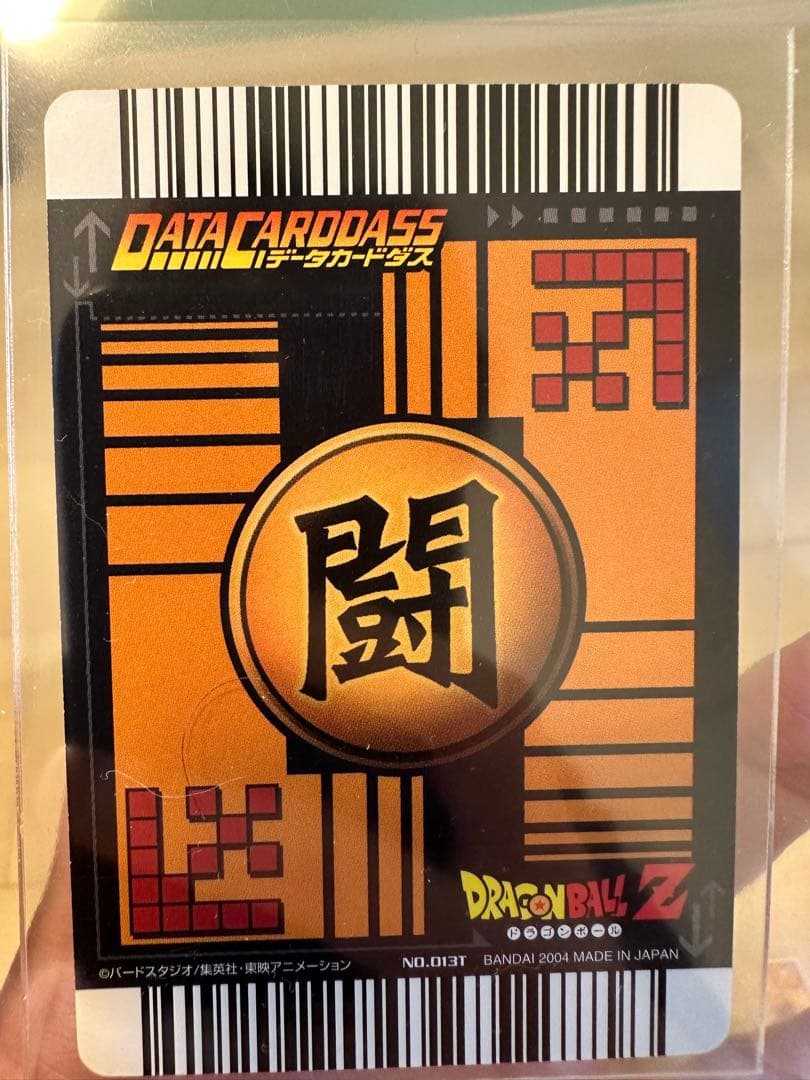 DATA CARDDASS
データカードダス
闘
DRAGON BALL Z
ドラゴンボール
©バードスタジオ/集英社・東映アニメーション NO.013T BANDAI 2004 MADE IN JAPAN